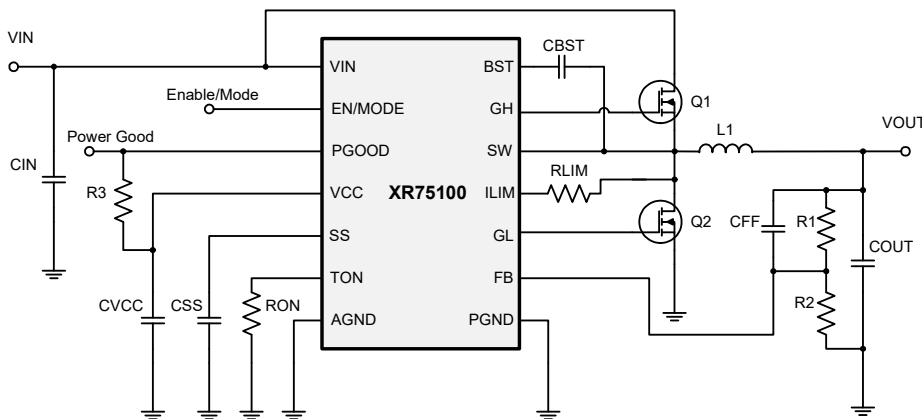 VIN
CBST
VIN
BST
Enable/Mode
EN/MODE
GH
Q1
VOUT
Power Good
L1
PGOOD
SW
CIN
RLIM
R3
VCC
XR75100
ILIM
Q2
CFF
R1
SS
GL
COUT
TON
FB
CVCC
CSS
RON
R2
AGND
PGND